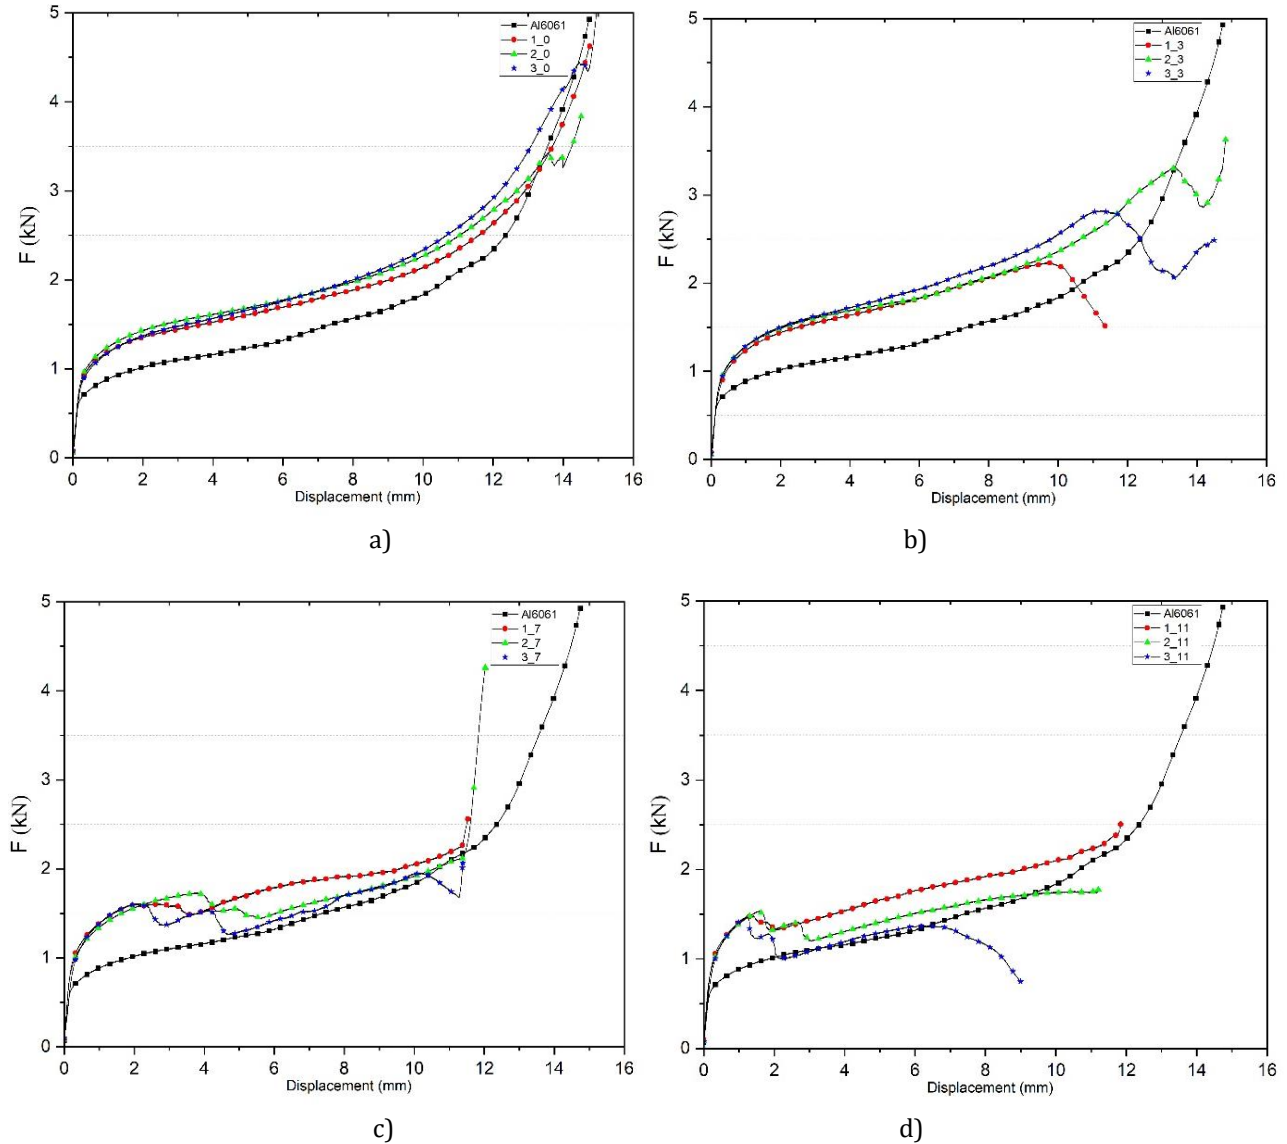 Al6061
1_0
2_0
3_0
5
4
3
2
1
0
F (kN)
0 2 4 6 8 10 12 14 16
Displacement (mm)
a)
Al6061
1_3
2_3
3_3
5
4
3
2
1
0
F (kN)
0 2 4 6 8 10 12 14 16
Displacement (mm)
b)
Al6061
1_7
2_7
3_7
5
4
3
2
1
0
F (kN)
0 2 4 6 8 10 12 14 16
Displacement (mm)
c)
Al6061
1_11
2_11
3_11
5
4
3
2
1
0
F (kN)
0 2 4 6 8 10 12 14 16
Displacement (mm)
d)